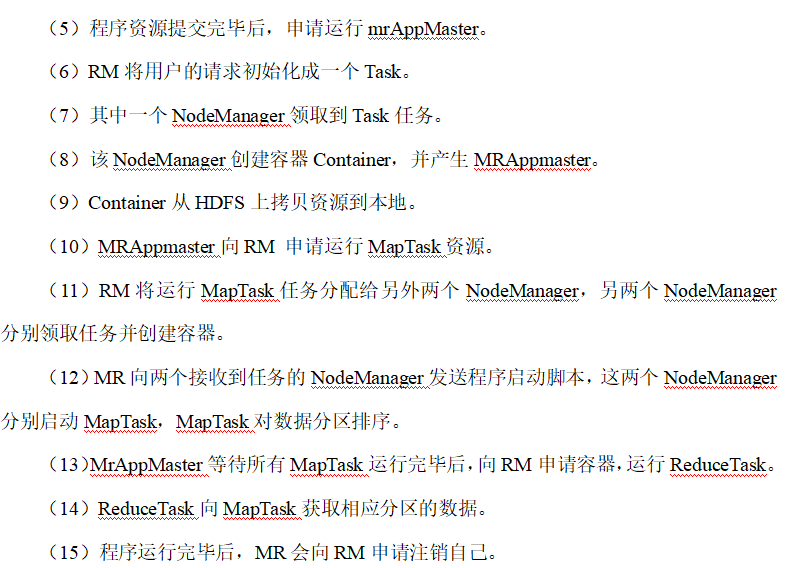 （5）程序资源提交完毕后，申请运行 mrAppMaster。
（6）RM 将用户的请求初始化成一个 Task。
（7）其中一个 NodeManager 领取到 Task 任务。
（8）该 NodeManager 创建容器 Container，并产生 MRAppmaster。
（9）Container 从 HDFS 上拷贝资源到本地。
（10）MRAppmaster 向 RM 申请运行 MapTask 资源。
（11）RM 将运行 MapTask 任务分配给另外两个 NodeManager，另两个 NodeManager
分别领取任务并创建容器。
（12）MR 向两个接收到任务的 NodeManager 发送程序启动脚本，这两个 NodeManager
分别启动 MapTask，MapTask 对数据分区排序。
（13）MrAppMaster 等待所有 MapTask 运行完毕后，向 RM 申请容器，运行 ReduceTask。
（14）ReduceTask 向 MapTask 获取相应分区的数据。
（15）程序运行完毕后，MR 会向 RM 申请注销自己。